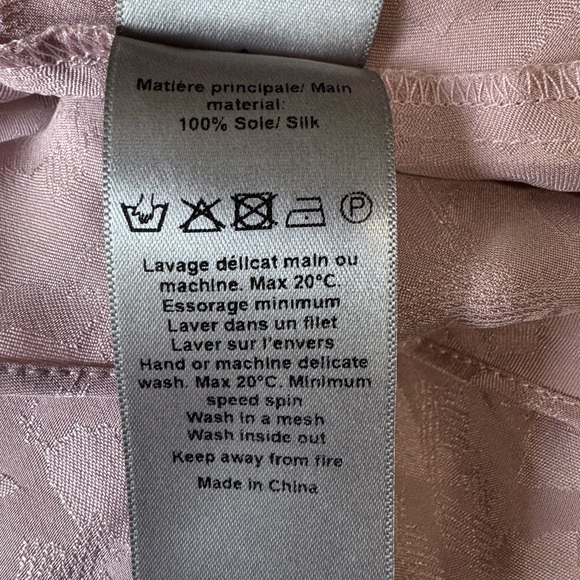 Matière principale/ Main
material:
100% Soie/ Silk
P
Lavage délicat main ou
machine. Max 20°C.
Essorage minimum
Laver dans un filet
Laver sur l'envers
Hand or machine delicate
wash. Max 20°C. Minimum
speed spin
Wash in a mesh
Wash inside out
Keep away from fire
Made in China